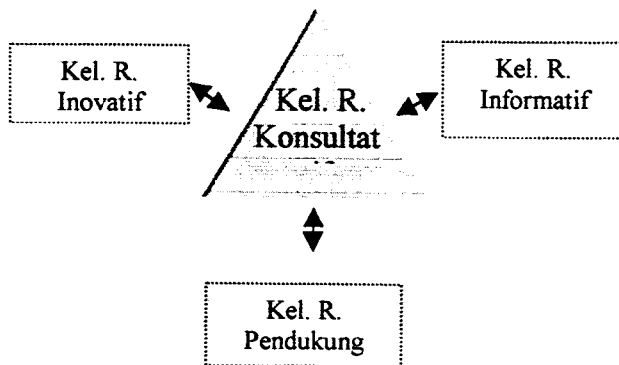 Kel. R.
Inovatif
Kel. R.
Konsultat
Kel. R.
Informatif
Kel. R.
Pendukung